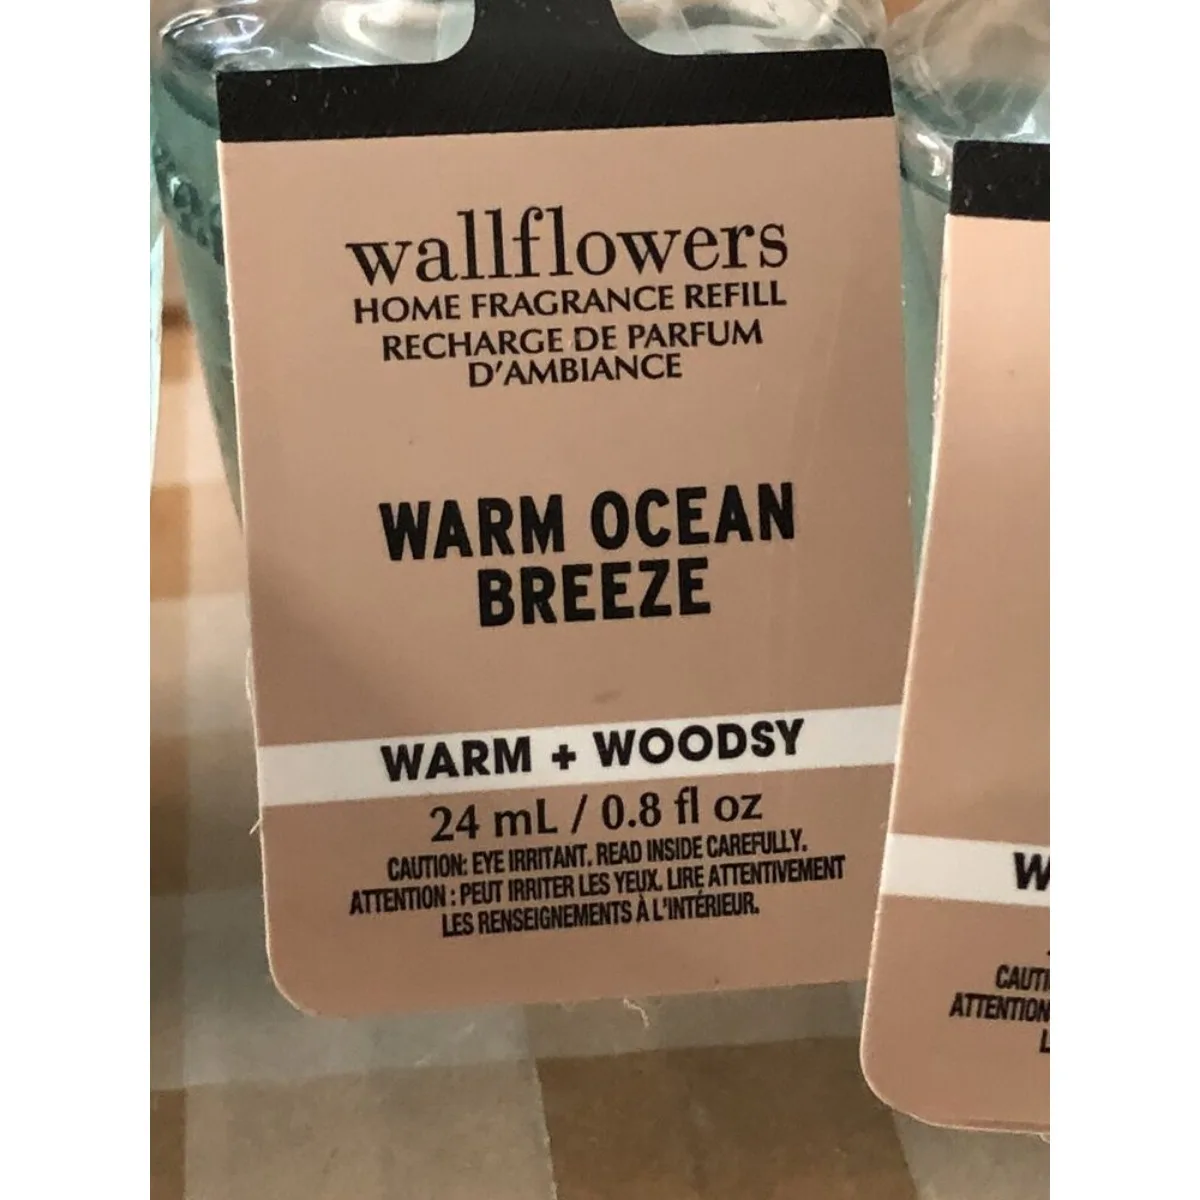 wallflowers
HOME FRAGRANCE REFILL
RECHARGE DE PARFUM
D'AMBIANCE
WARM OCEAN
BREEZE
WARM + WOODSY
24 mL / 0.8 fl oz
CAUTION: EYE IRRITANT. READ INSIDE CAREFULLY.
ATTENTION : PEUT IRRITER LES YEUX. LIRE ATTENTIVEMENT
LES RENSEIGNEMENTS À L'INTÉRIEUR.
W
CAUTI
ATTENTION
L